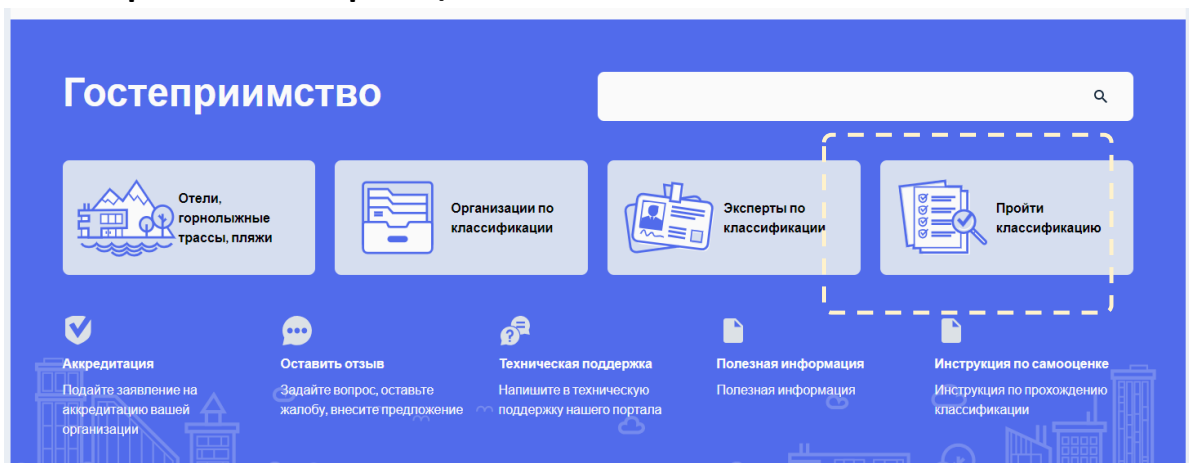 Гостеприимство
Отели,
горнолыжные
трассы, пляжи
Организации по
классификации
Эксперты по
классификации
Пройти
классификацию
Аккредитация
Подайте заявление на
аккредитацию вашей
организации
Оставить отзыв
Задайте вопрос, оставьте
жалобу, внесите предложение
Техническая поддержка
Напишите в техническую
поддержку нашего портала
Полезная информация
Полезная информация
Инструкция по самооценке
Инструкция по прохождению
классификации